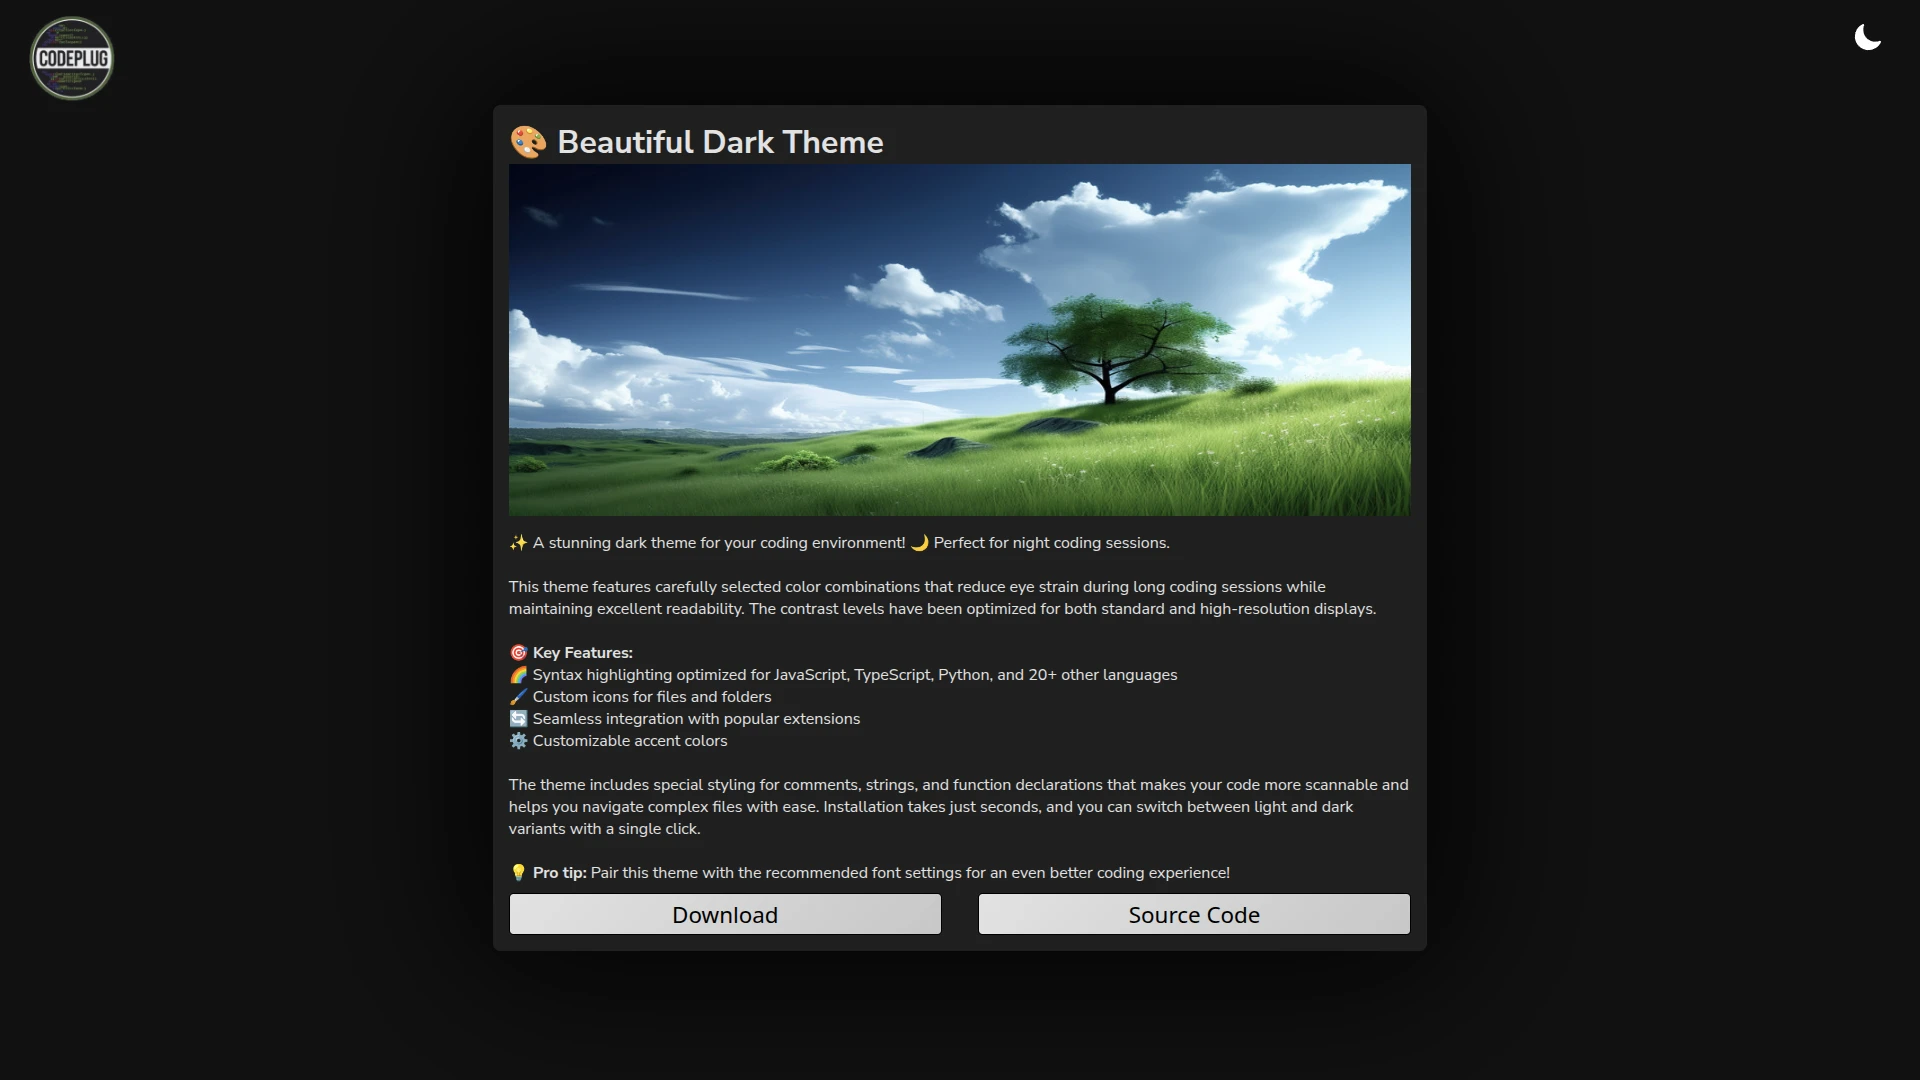 CODEPLUG
🎨 Beautiful Dark Theme
✨ A stunning dark theme for your coding environment! 🌙 Perfect for night coding sessions.
This theme features carefully selected color combinations that reduce eye strain during long coding sessions while
maintaining excellent readability. The contrast levels have been optimized for both standard and high-resolution displays.
🎯 Key Features:
🌈 Syntax highlighting optimized for JavaScript, TypeScript, Python, and 20+ other languages
🖌️ Custom icons for files and folders
🔄 Seamless integration with popular extensions
⚙️ Customizable accent colors
The theme includes special styling for comments, strings, and function declarations that makes your code more scannable and
helps you navigate complex files with ease. Installation takes just seconds, and you can switch between light and dark
variants with a single click.
💡 Pro tip: Pair this theme with the recommended font settings for an even better coding experience!
Download
Source Code